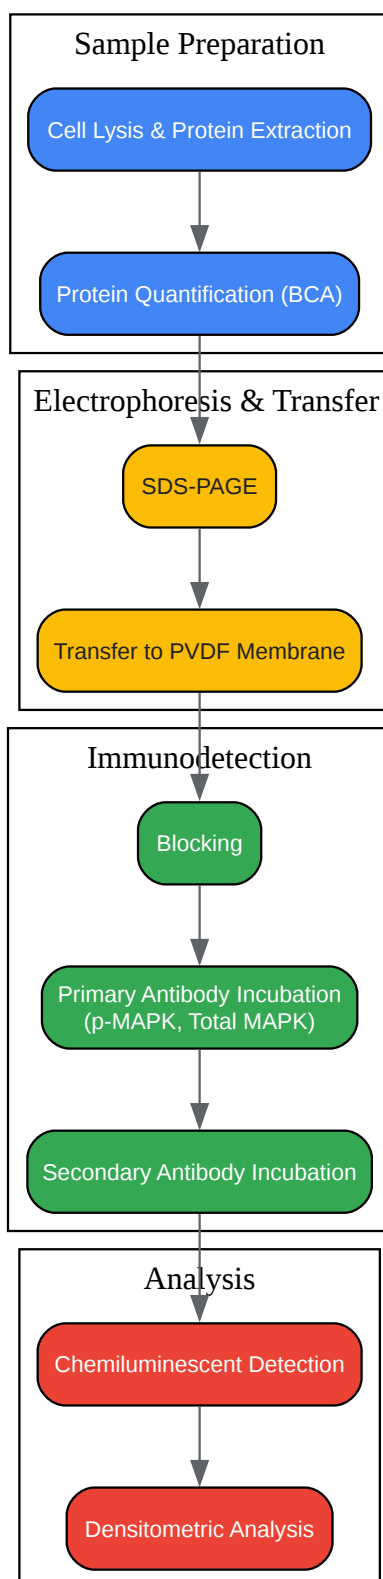 Sample Preparation
Cell Lysis & Protein Extraction
Protein Quantification (BCA)
Electrophoresis & Transfer
SDS-PAGE
Transfer to PVDF Membrane
Immunodetection
Blocking
Primary Antibody Incubation
(p-MAPK, Total MAPK)
Secondary Antibody Incubation
Analysis
Chemiluminescent Detection
Densitometric Analysis